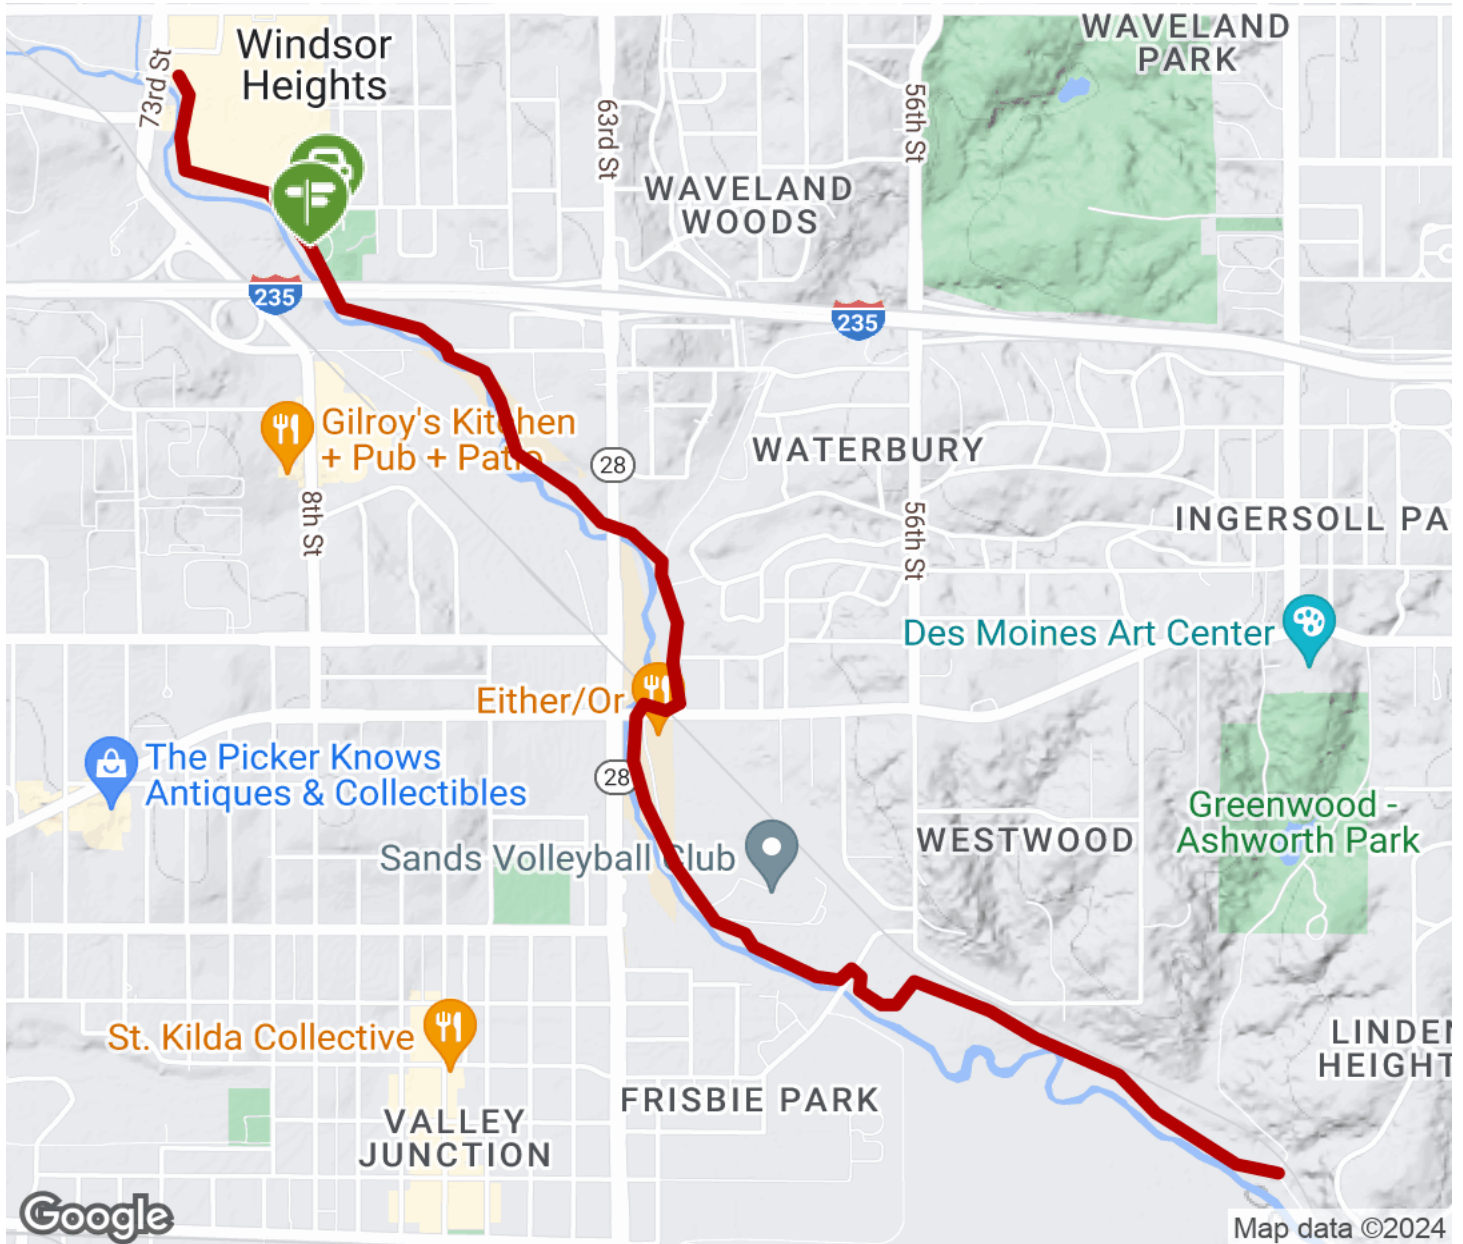 WAVELAND
PARK
Windsor
Heights
73rd St
63rd St
56th St
WAVELAND
WOODS
235
235
Gilroy's Kitchen
+ Pub + Patio
28
WATERBURY
8th St
56th St
INGERSOLL PA
Des Moines Art Center
Either/Or
The Picker Knows
Antiques & Collectibles
28
Greenwood -
Ashworth Park
WESTWOOD
Sands Volleyball Club
St. Kilda Collective
LINDEN
HEIGHT
FRISBIE PARK
VALLEY
JUNCTION
Google
Map data ©2024